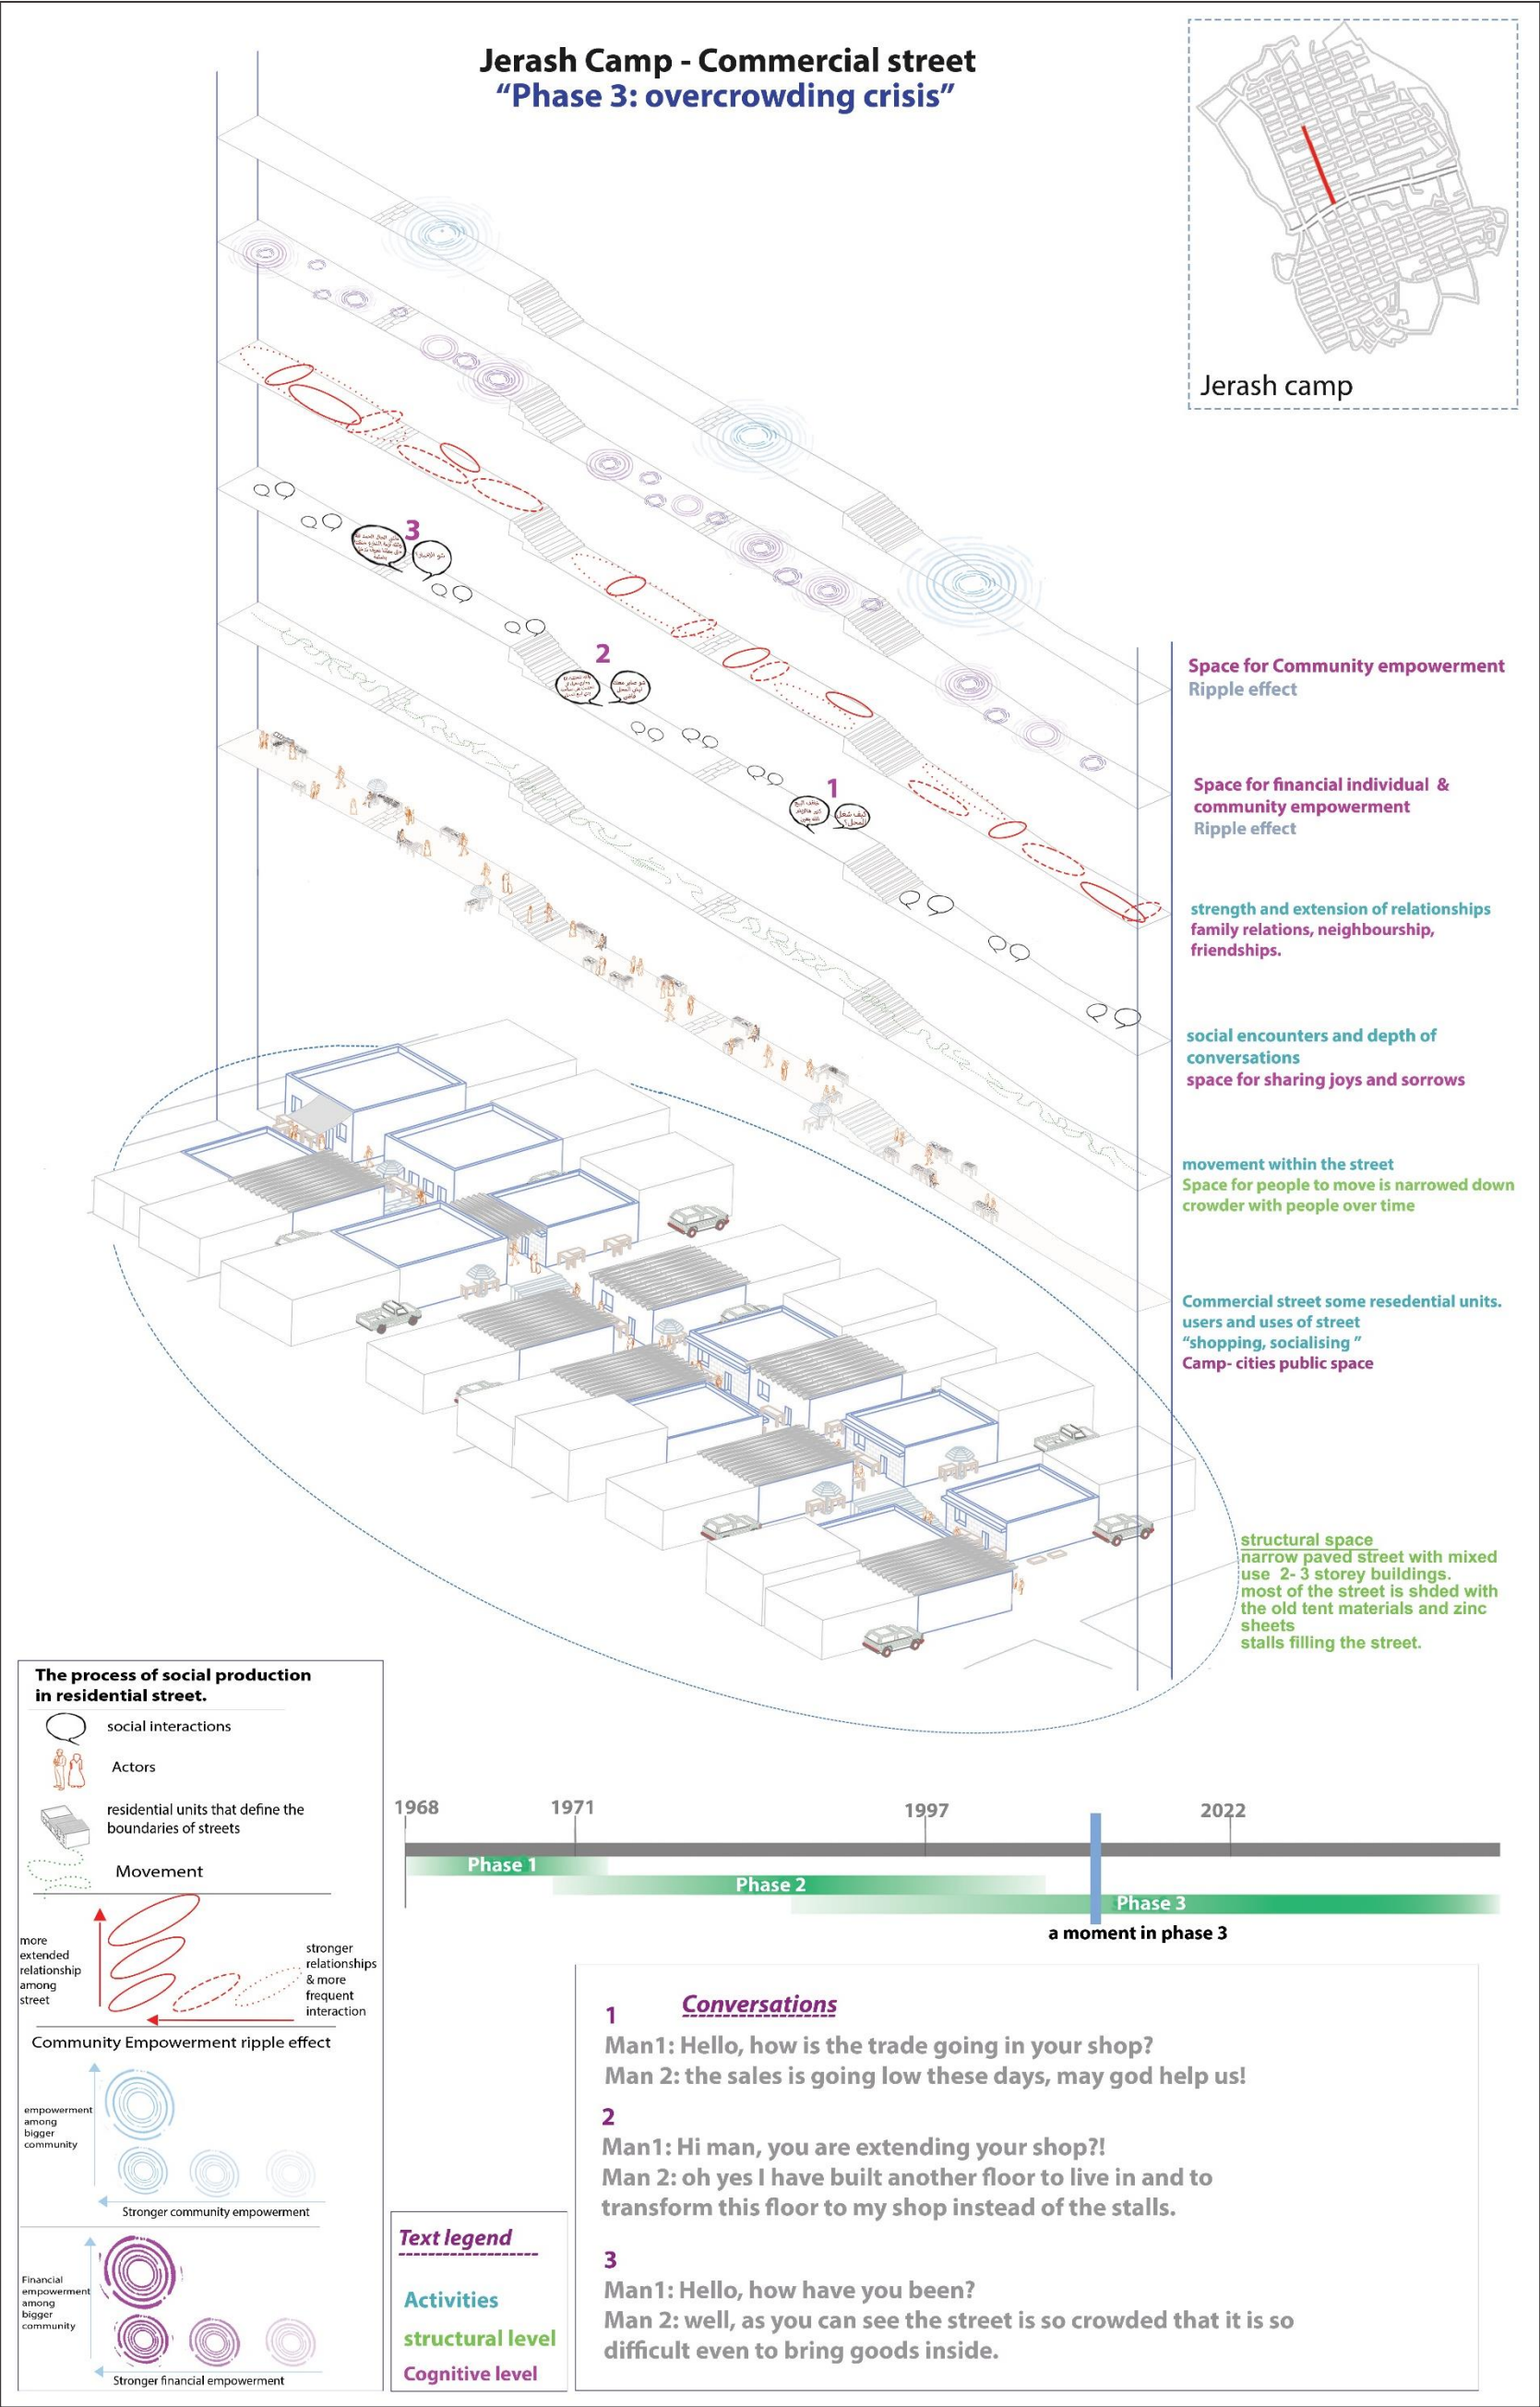 Jerash Camp - Commercial street
“Phase 3: overcrowding crisis”
Jerash camp
3
شو الاخبار؟
2
1
كيف شغل
المحل؟
Space for Community empowerment
Ripple effect
Space for financial individual &
community empowerment
Ripple effect
strength and extension of relationships
family relations, neighbourship,
friendships.
social encounters and depth of
conversations
space for sharing joys and sorrows
movement within the street
Space for people to move is narrowed down
crowder with people over time
Commercial street some resedential units.
users and uses of street
“shopping, socialising ”
Camp- cities public space
structural space
narrow paved street with mixed
use 2- 3 storey buildings.
most of the street is shded with
the old tent materials and zinc
sheets
stalls filling the street.
The process of social production
in residential street.
social interactions
Actors
residential units that define the
boundaries of streets
Movement
more
extended
relationship
among
street
stronger
relationships
& more
frequent
interaction
Community Empowerment ripple effect
empowerment
among
bigger
community
Stronger community empowerment
Financial
empowerment
among
bigger
community
Stronger financial empowerment
1968
1971
1997
2022
Phase 1
Phase 2
Phase 3
a moment in phase 3
Text legend
Activities
structural level
Cognitive level
Conversations
1
Man1: Hello, how is the trade going in your shop?
Man 2: the sales is going low these days, may god help us!
2
Man1: Hi man, you are extending your shop?!
Man 2: oh yes I have built another floor to live in and to
transform this floor to my shop instead of the stalls.
3
Man1: Hello, how have you been?
Man 2: well, as you can see the street is so crowded that it is so
difficult even to bring goods inside.